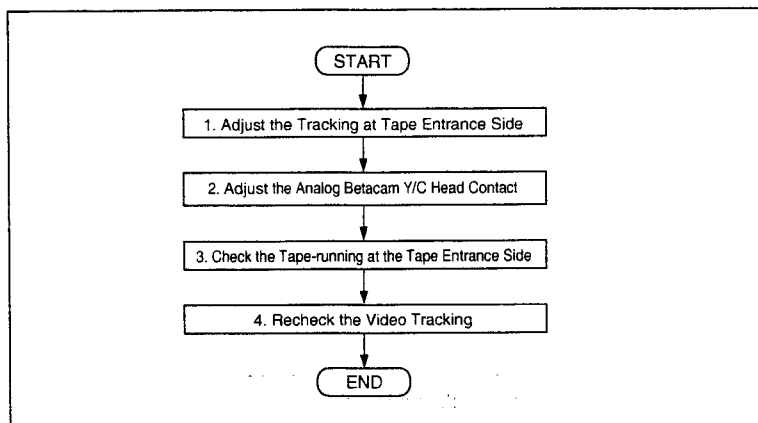 START
1. Adjust the Tracking at Tape Entrance Side
2. Adjust the Analog Betacam Y/C Head Contact
3. Check the Tape-running at the Tape Entrance Side
4. Recheck the Video Tracking
END